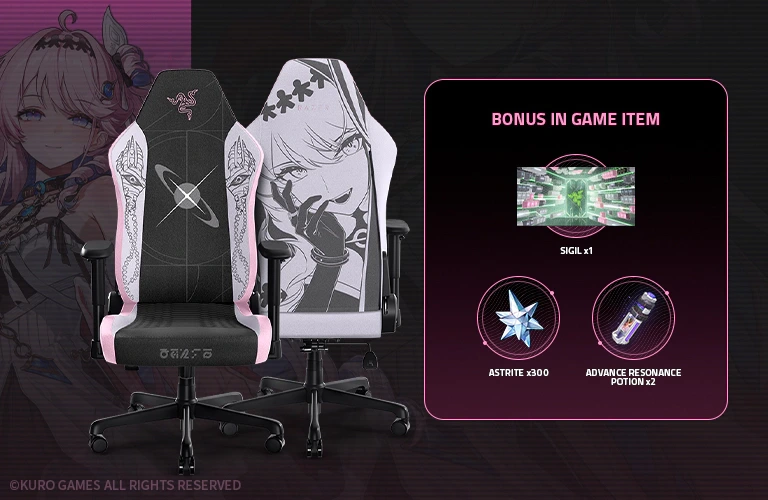 BONUS IN GAME ITEM
SIGIL x1
ASTRITE x300
ADVANCE RESONANCE
POTION x2
©KURO GAMES ALL RIGHTS RESERVED